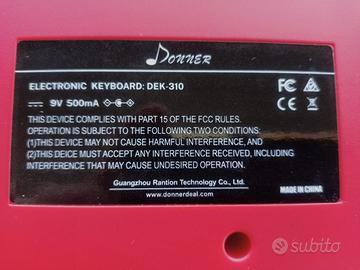 DONNER
ELECTRONIC KEYBOARD: DEK-310
9V 500mA
FC
CE
THIS DEVICE COMPLIES WITH PART 15 OF THE FCC RULES.
OPERATION IS SUBJECT TO THE FOLLOWING TWO CONDITIONS:
(1)THIS DEVICE MAY NOT CAUSE HARMFUL INTERFERENCE, AND
(2)THIS DEICE MUST ACCEPT ANY INTERFERENCE RECEIVED, INCLUDING
INTERFERENCE THAT MAY CAUSE UNDESIRED OPERATION.
Guangzhou Rantion Technology Co., Ltd.
www.donnerdeal.com
MADE IN CHINA
subito